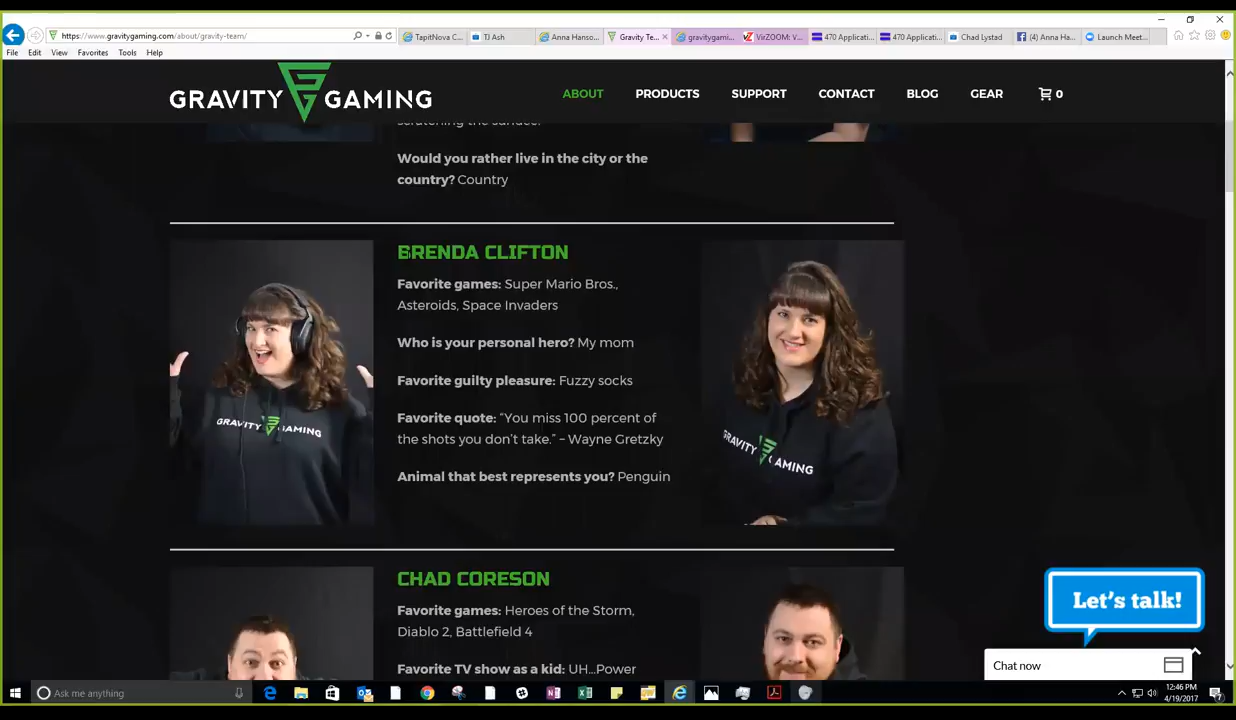 https://www.gravitygaming.com/about/gravity-team/
TapitNova C...
TJ Ash
Anna Hanso...
Gravity Te...
gravitygami...
VirZOOM: V...
470 Applicati...
470 Applicati...
Chad Lystad
(4) Anna Ha...
Launch Meet...
File Edit View Favorites Tools Help
GRAVITY GAMING
ABOUT PRODUCTS SUPPORT CONTACT BLOG GEAR 0
Would you rather live in the city or the
country? Country
BRENDA CLIFTON
Favorite games: Super Mario Bros.,
Asteroids, Space Invaders
Who is your personal hero? My mom
Favorite guilty pleasure: Fuzzy socks
Favorite quote: “You miss 100 percent of
the shots you don’t take.” – Wayne Gretzky
Animal that best represents you? Penguin
GRAVITY GAMING
GRAVITY GAMING
CHAD CORESON
Favorite games: Heroes of the Storm,
Diablo 2, Battlefield 4
Favorite TV show as a kid: UH...Power
Let's talk!
Chat now
Ask me anything
12:46 PM
4/19/2017